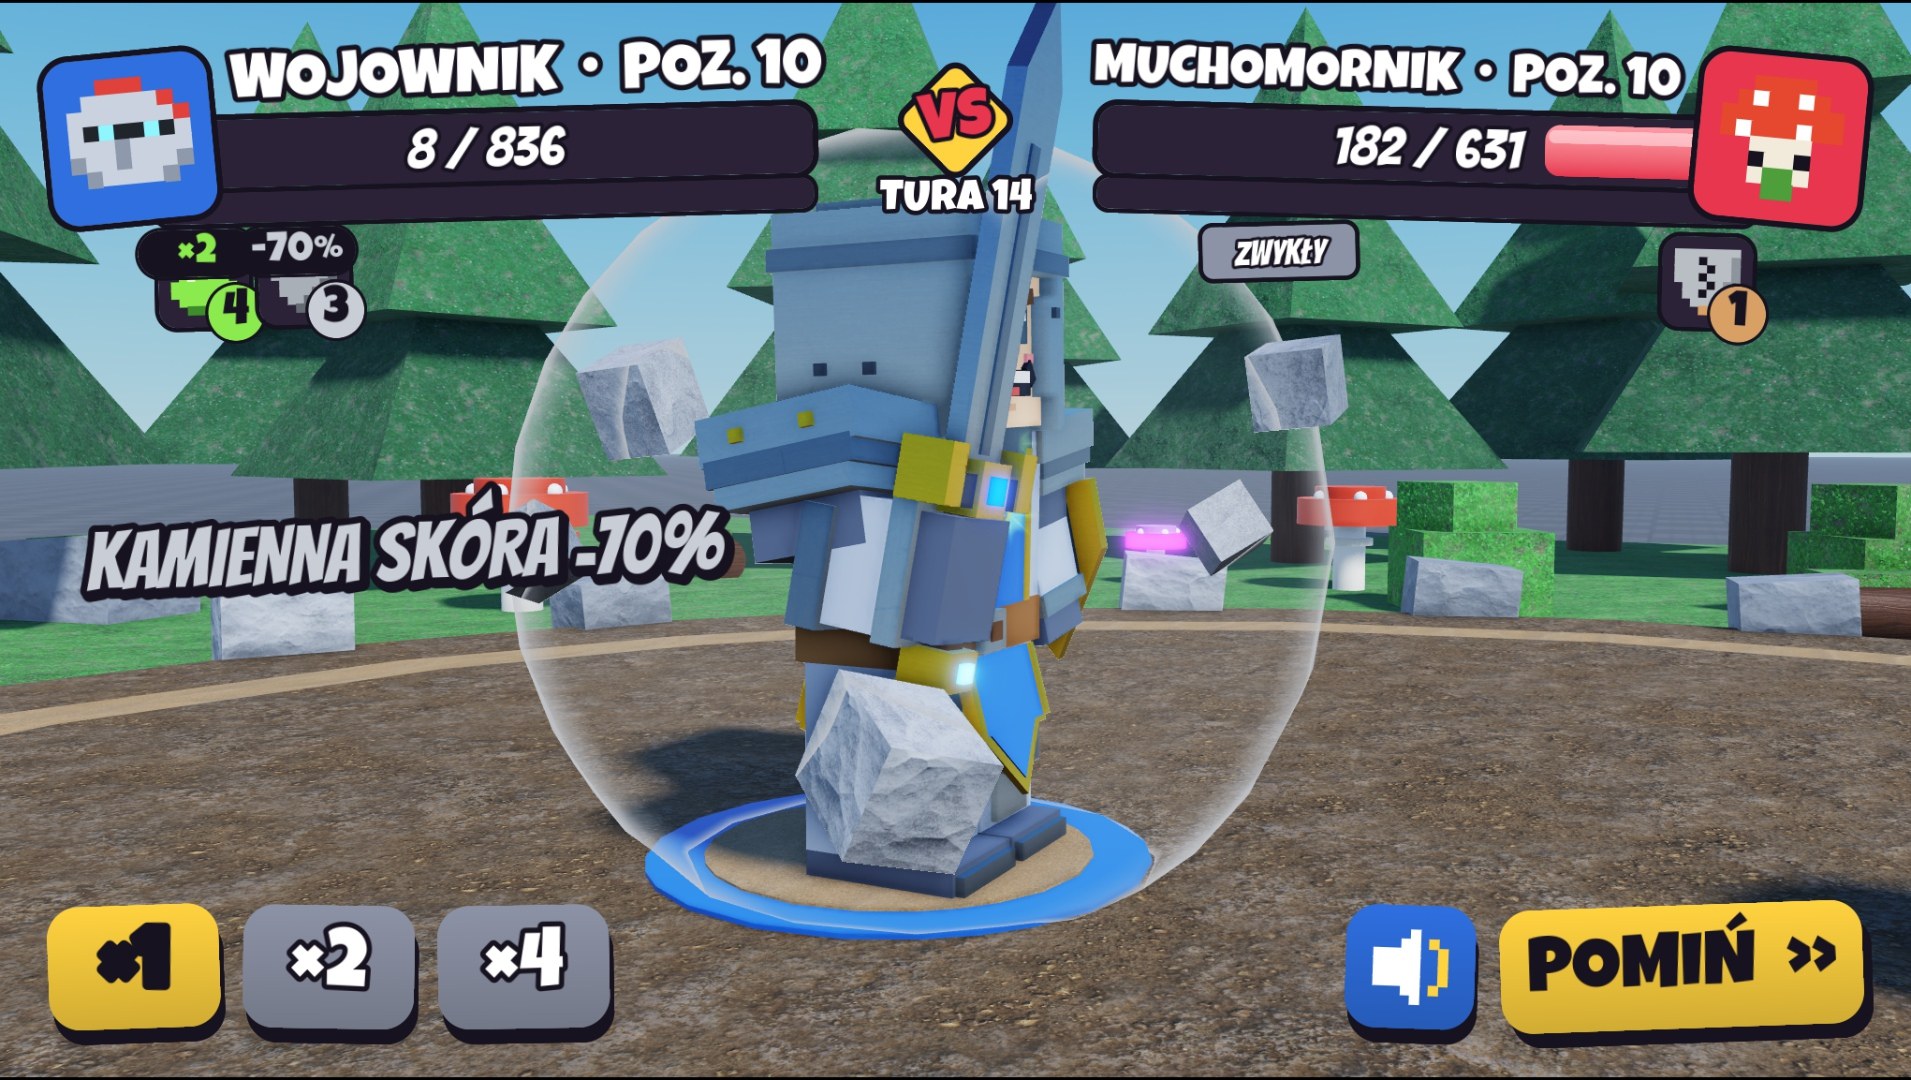 WOJOWNIK • POZ. 10
8 / 836
×2 -70%
4 3
VS
TURA 14
MUCHOMORNIK • POZ. 10
182 / 631
ZWYKŁY
1
KAMIENNA SKÓRA -70%
×1 ×2 ×4
POMIŃ »